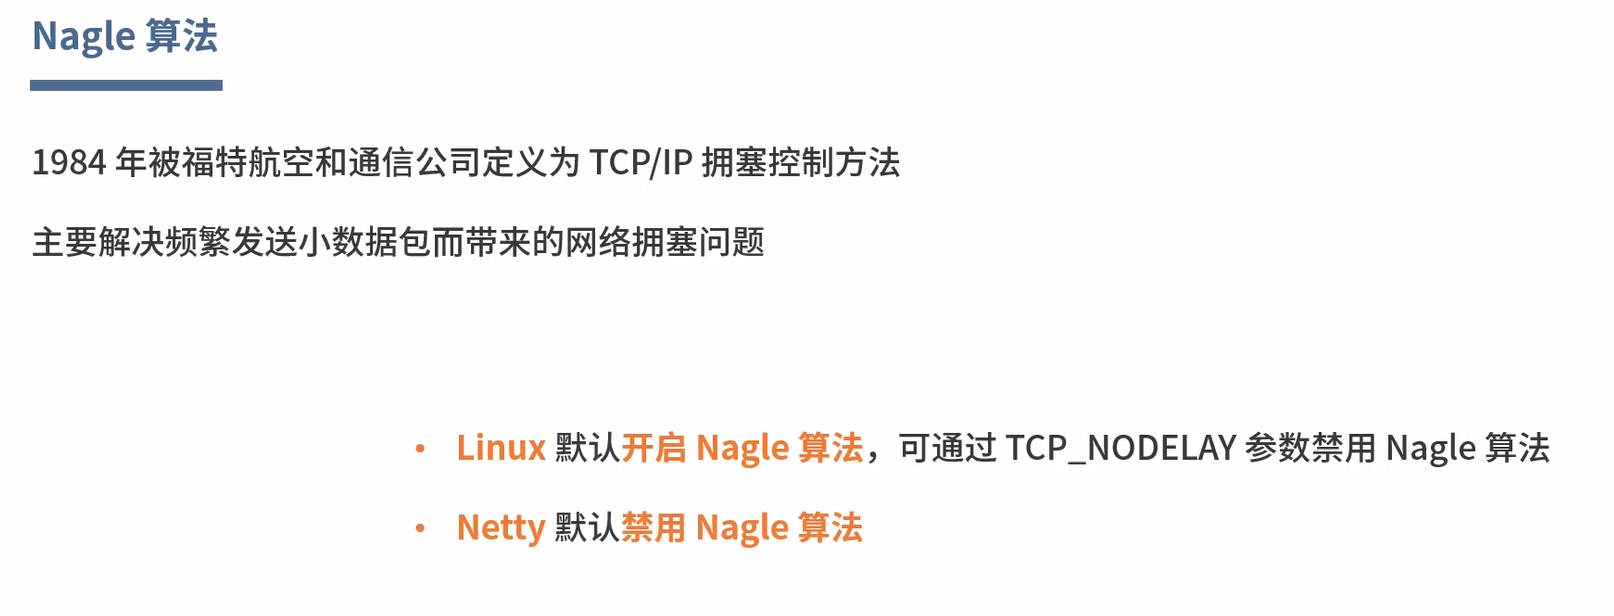 Nagle 算法
1984 年被福特航空和通信公司定义为 TCP/IP 拥塞控制方法
主要解决频繁发送小数据包而带来的网络拥塞问题
• Linux 默认开启 Nagle 算法，可通过 TCP_NODELAY 参数禁用 Nagle 算法
• Netty 默认禁用 Nagle 算法